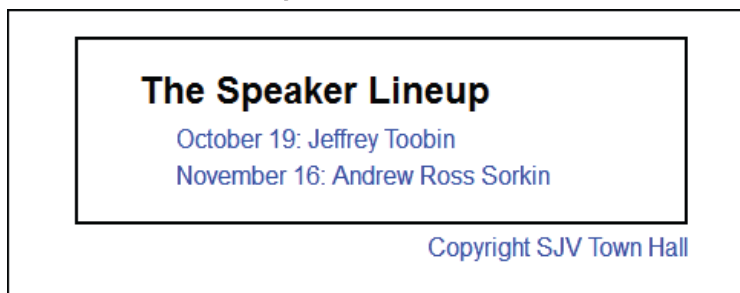 The Speaker Lineup
October 19: Jeffrey Toobin
November 16: Andrew Ross Sorkin
Copyright SJV Town Hall